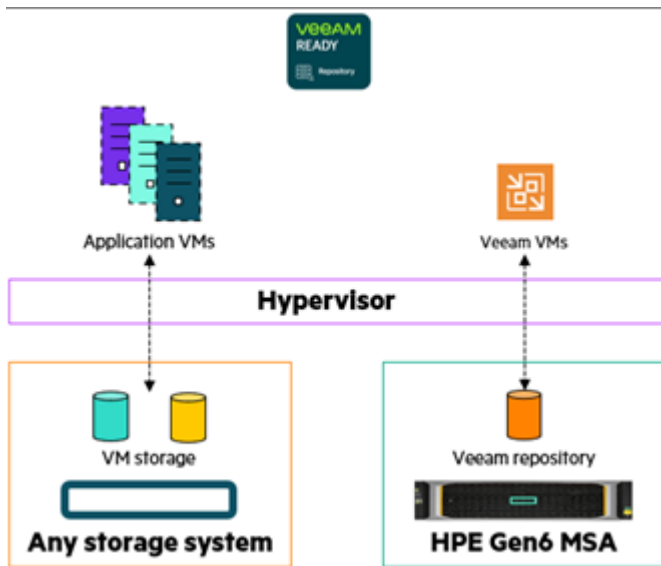 veeAM
READY
Repository
Application VMs
Veeam VMs
Hypervisor
VM storage
Veeam repository
Any storage system
HPE Gen6 MSA